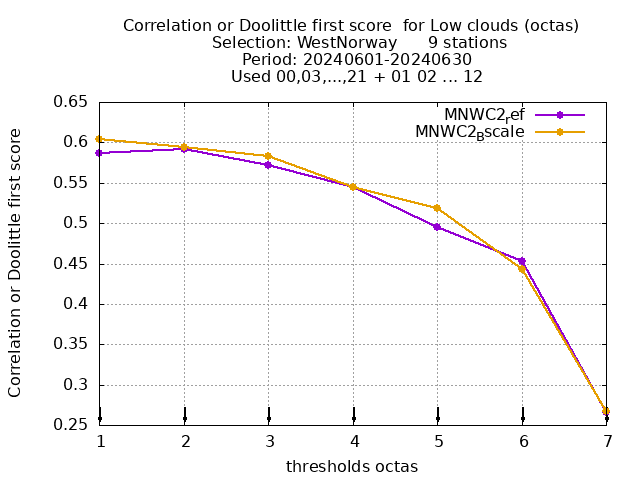 Correlation or Doolittle first score  for Low clouds (octas)
Selection: WestNorway      9 stations
Period: 20240601-20240630
Used 00,03,...,21 + 01 02 ... 12
MNWC2ref
MNWC2Bscale
Correlation or Doolittle first score
0.65
0.6
0.55
0.5
0.45
0.4
0.35
0.3
0.25
1 2 3 4 5 6 7
thresholds octas